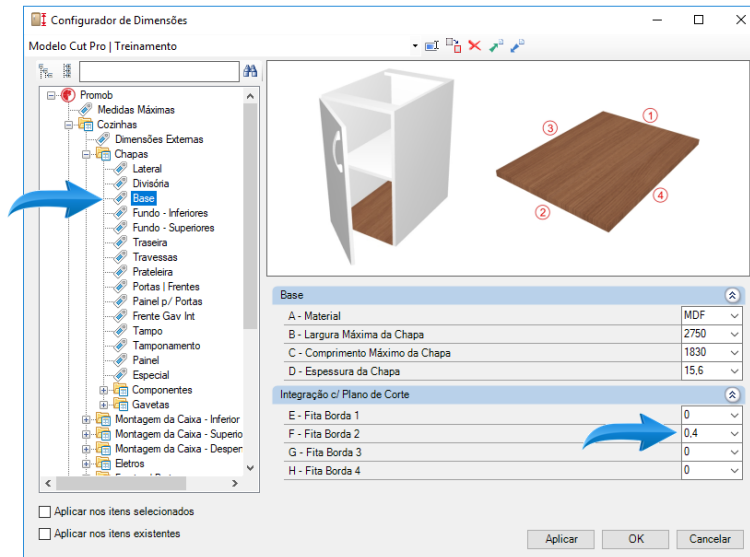 Configurador de Dimensões
Modelo Cut Pro | Treinamento
Promob
Medidas Máximas
Cozinhas
Dimensões Externas
Chapas
Lateral
Divisória
Base
Fundo - Inferiores
Fundo - Superiores
Traseira
Travessas
Prateleira
Portas | Frentes
Painel p/ Portas
Frente Gav Int
Tampo
Tamponamento
Painel
Especial
Componentes
Gavetas
Montagem da Caixa - Inferior
Montagem da Caixa - Superio
Montagem da Caixa - Despen
Eletros
1
3
4
2
Base
A - Material MDF
B - Largura Máxima da Chapa 2750
C - Comprimento Máximo da Chapa 1830
D - Espessura da Chapa 15,6
Integração c/ Plano de Corte
E - Fita Borda 1 0
F - Fita Borda 2 0,4
G - Fita Borda 3 0
H - Fita Borda 4 0
Aplicar nos itens selecionados
Aplicar nos itens existentes
Aplicar OK Cancelar